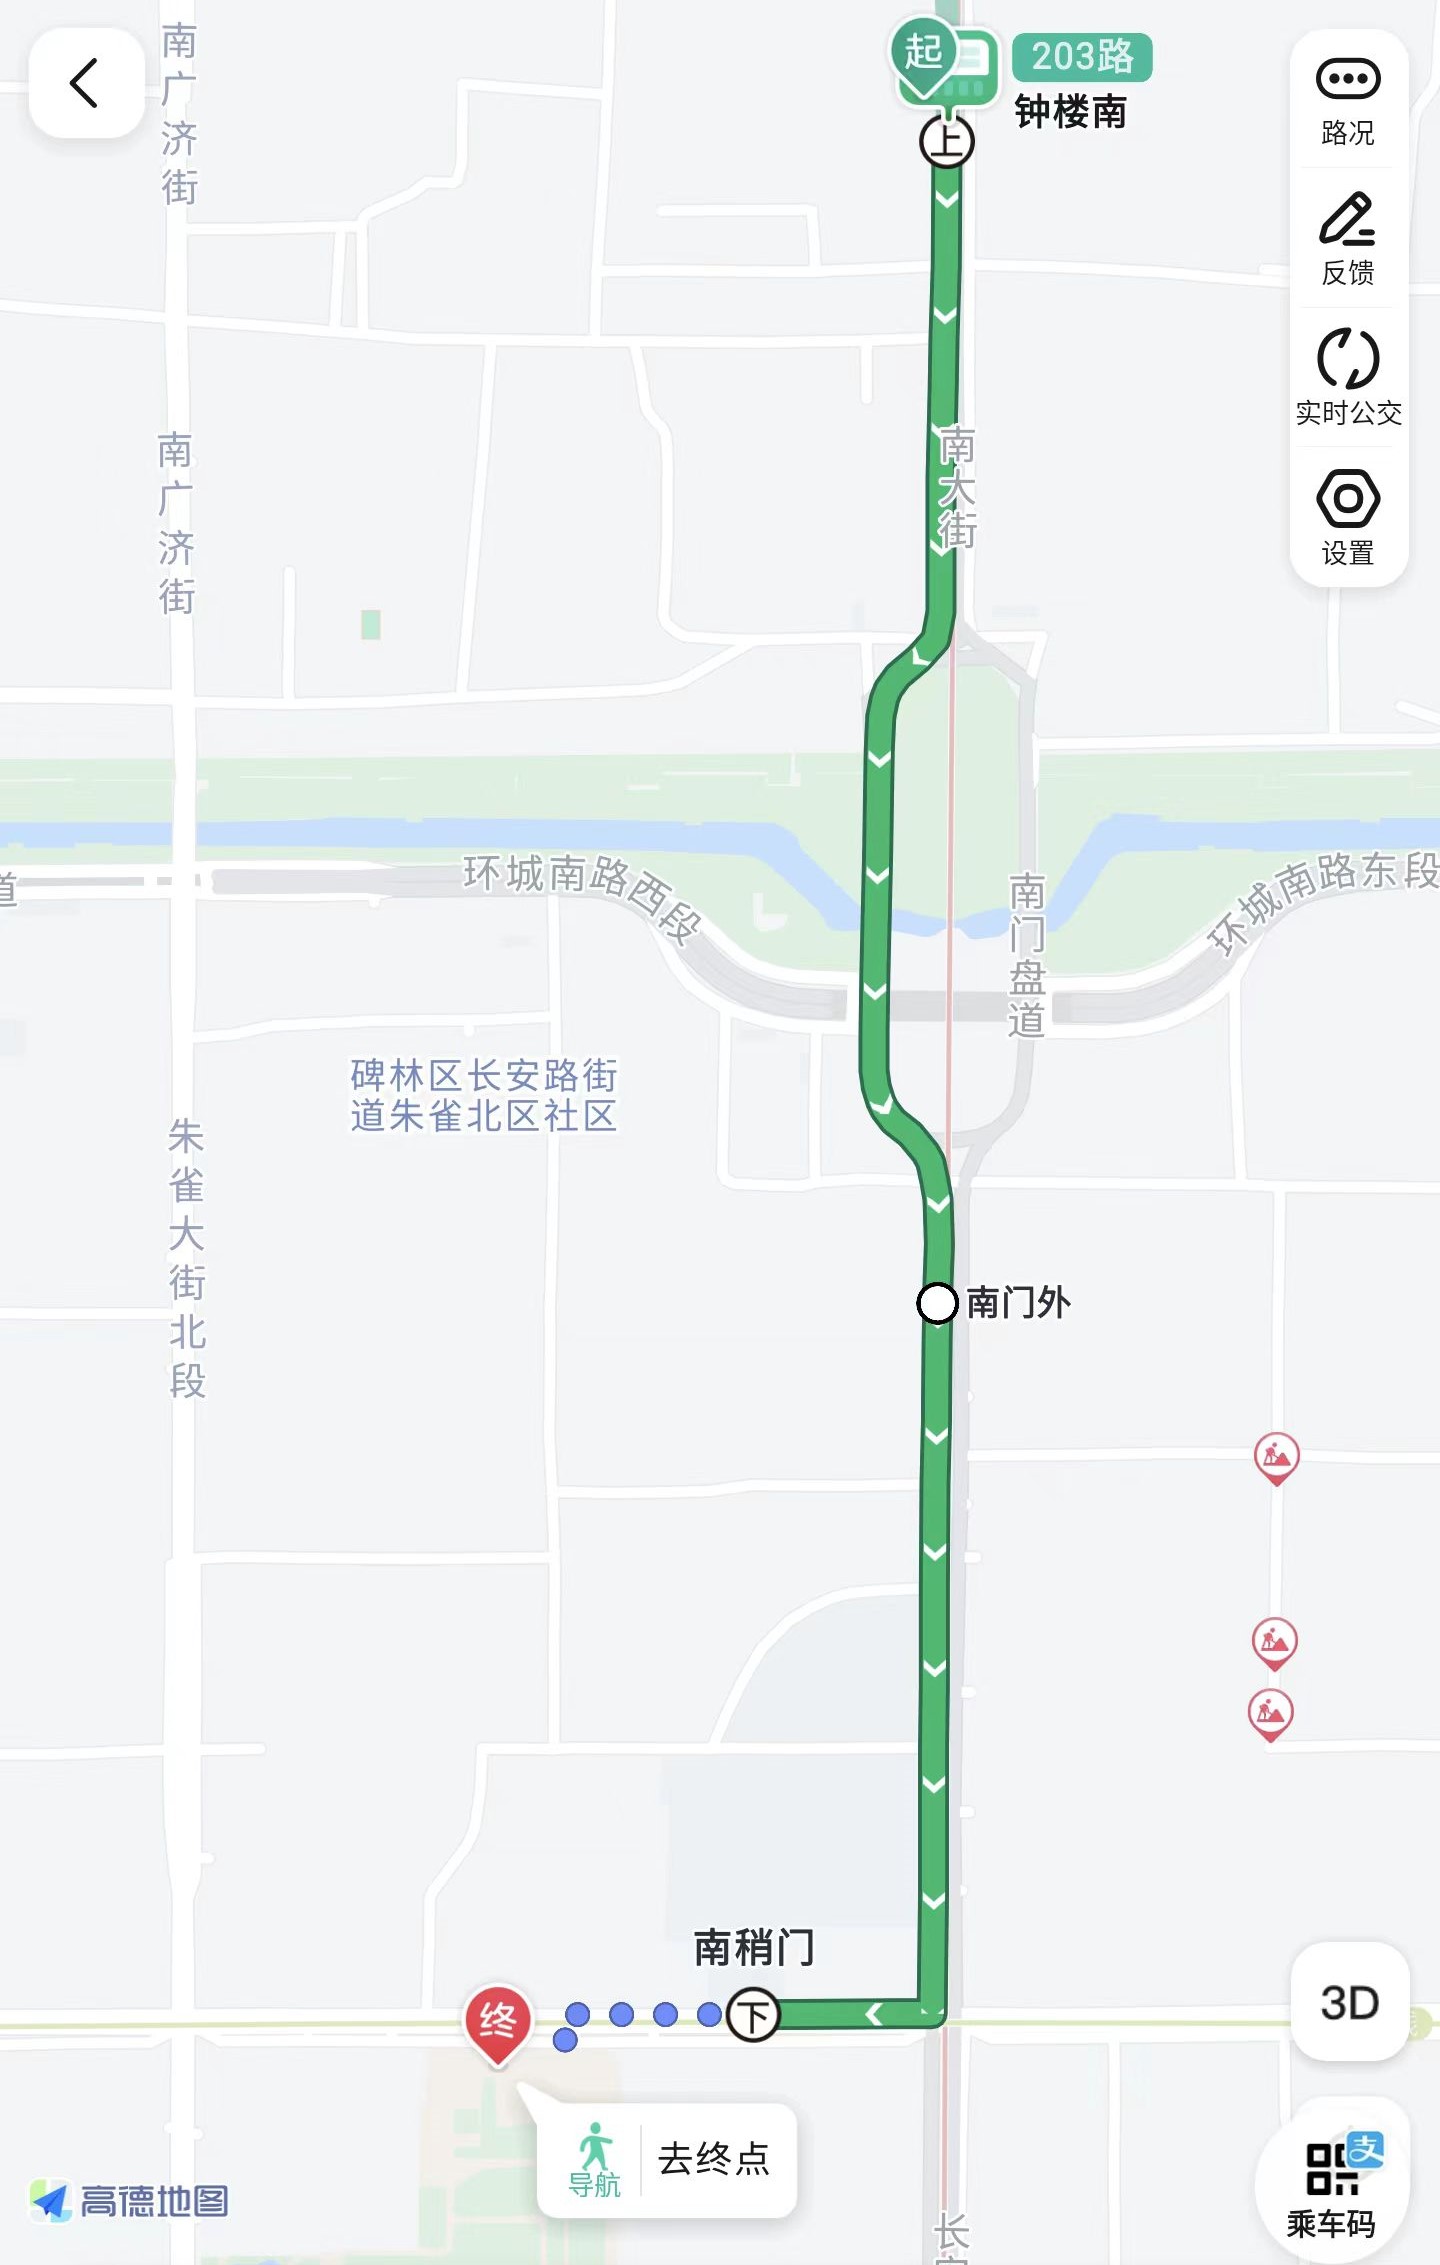 南广济街
起
203路
钟楼南
上
路况
反馈
实时公交
设置
南广济街
南大街
环城南路西段
环城南路东段
道
南门盘道
碑林区长安路街
道朱雀北区社区
朱雀大街北段
南门外
南稍门
下
终
3D
导航
去终点
支
乘车码
高德地图
长